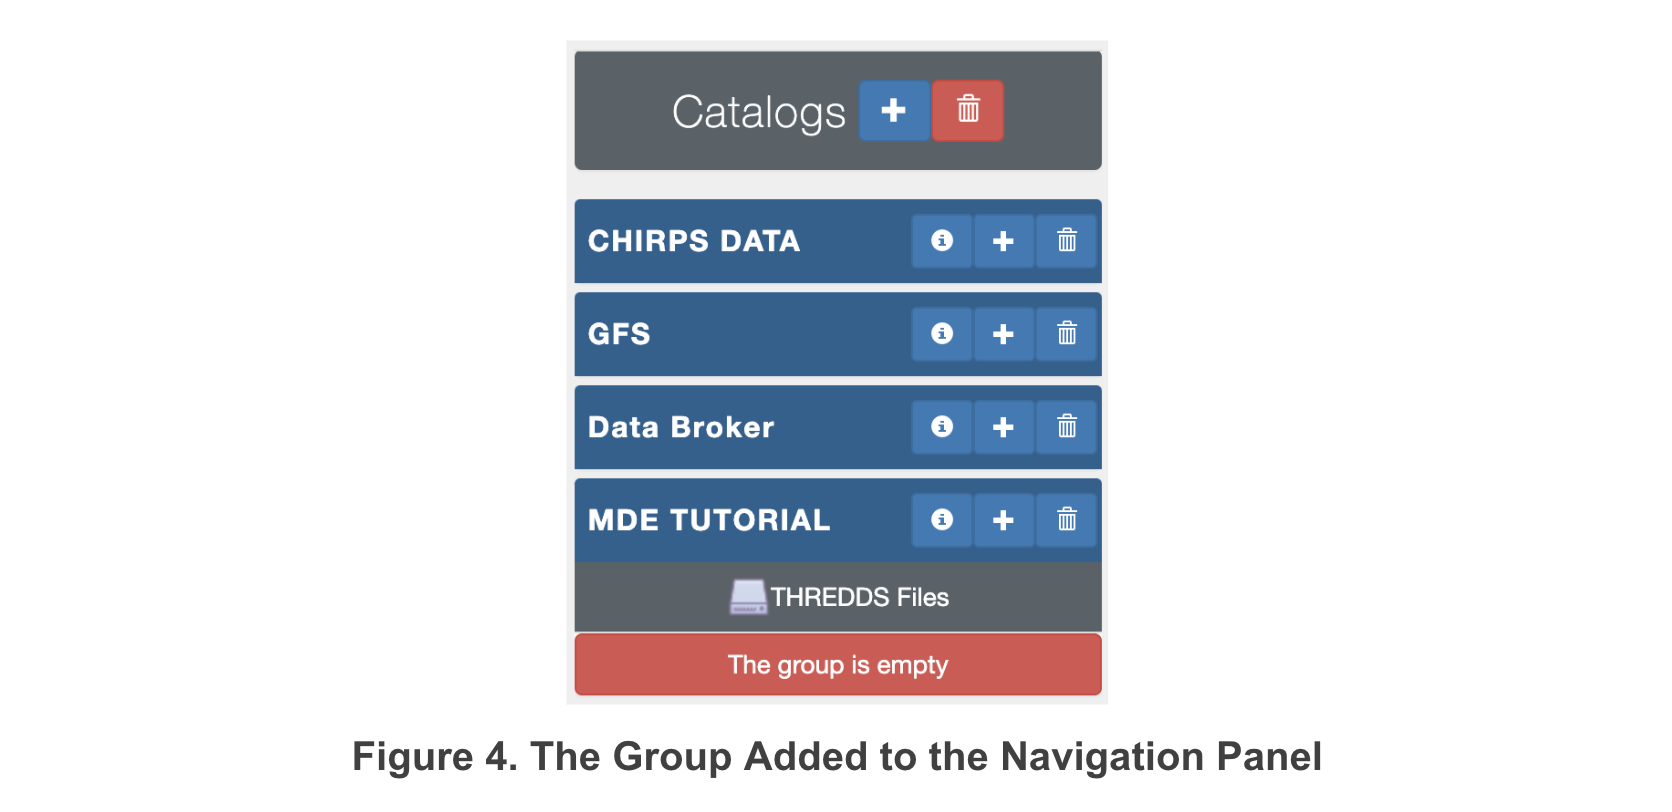 Catalogs
CHIRPS DATA
GFS
Data Broker
MDE TUTORIAL
THREDDS Files
The group is empty
Figure 4. The Group Added to the Navigation Panel